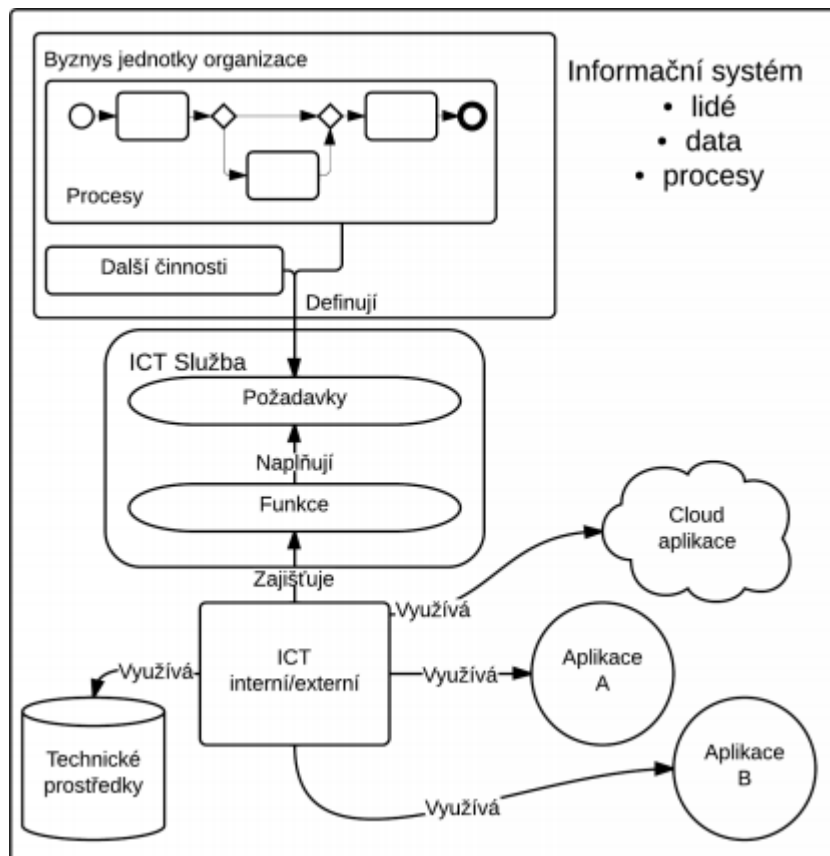 Byznys jednotky organizace
Informační systém
• lidé
• data
• procesy
Procesy
Další činnosti
Definují
ICT Služba
Požadavky
Naplňují
Funkce
Zajišťuje
Cloud
aplikace
Využívá
ICT
interní/externí
Využívá
Aplikace
A
Využívá
Technické
prostředky
Aplikace
B
Využívá